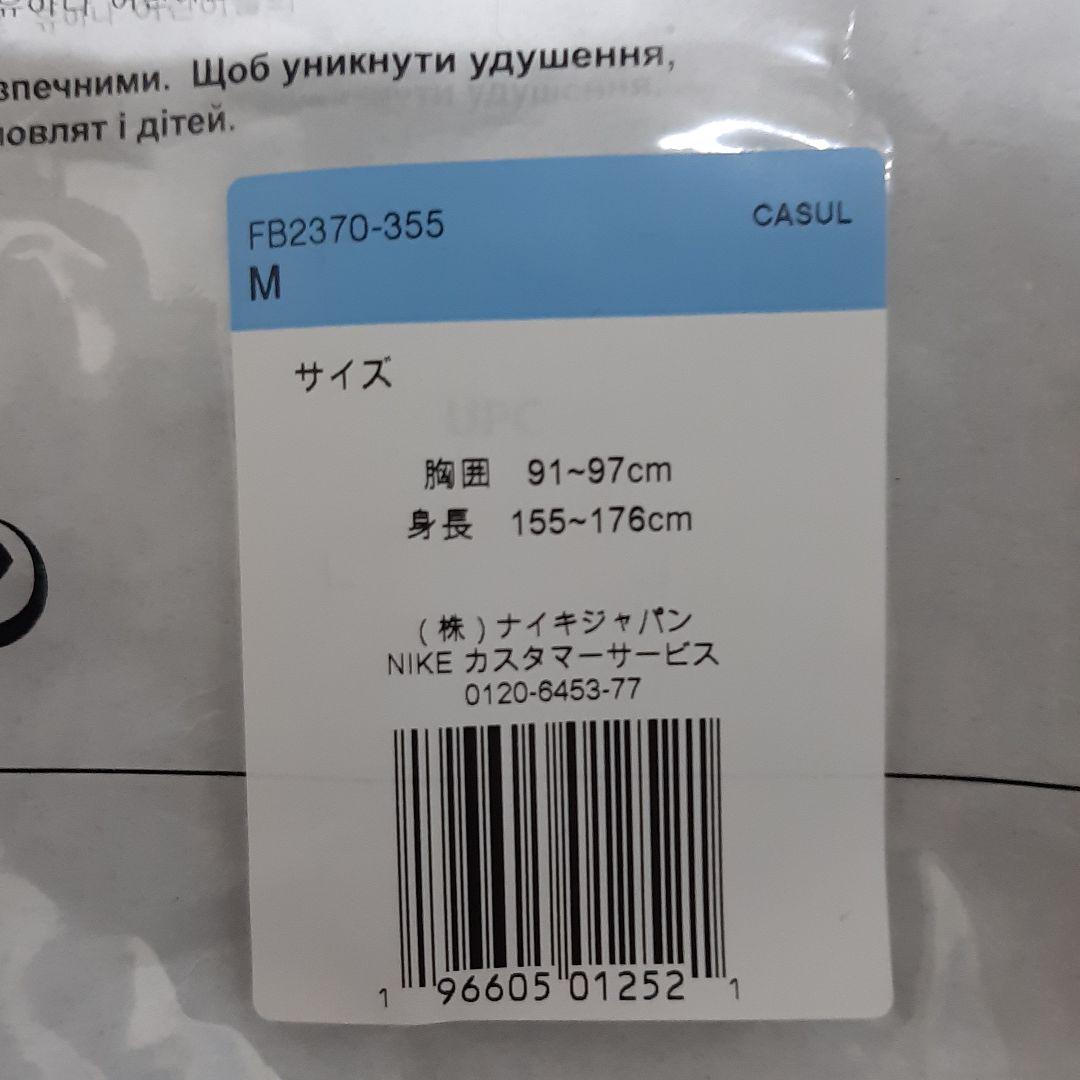 зпечними. Щоб уникнути удушення,
ловлят і дітей.
FB2370-355
CASUL
M
サイズ
UPC
胸囲 91~97cm
身長 155~176cm
(株)ナイキジャパン
NIKE カスタマーサービス
0120-6453-77
1 96605 01252 1